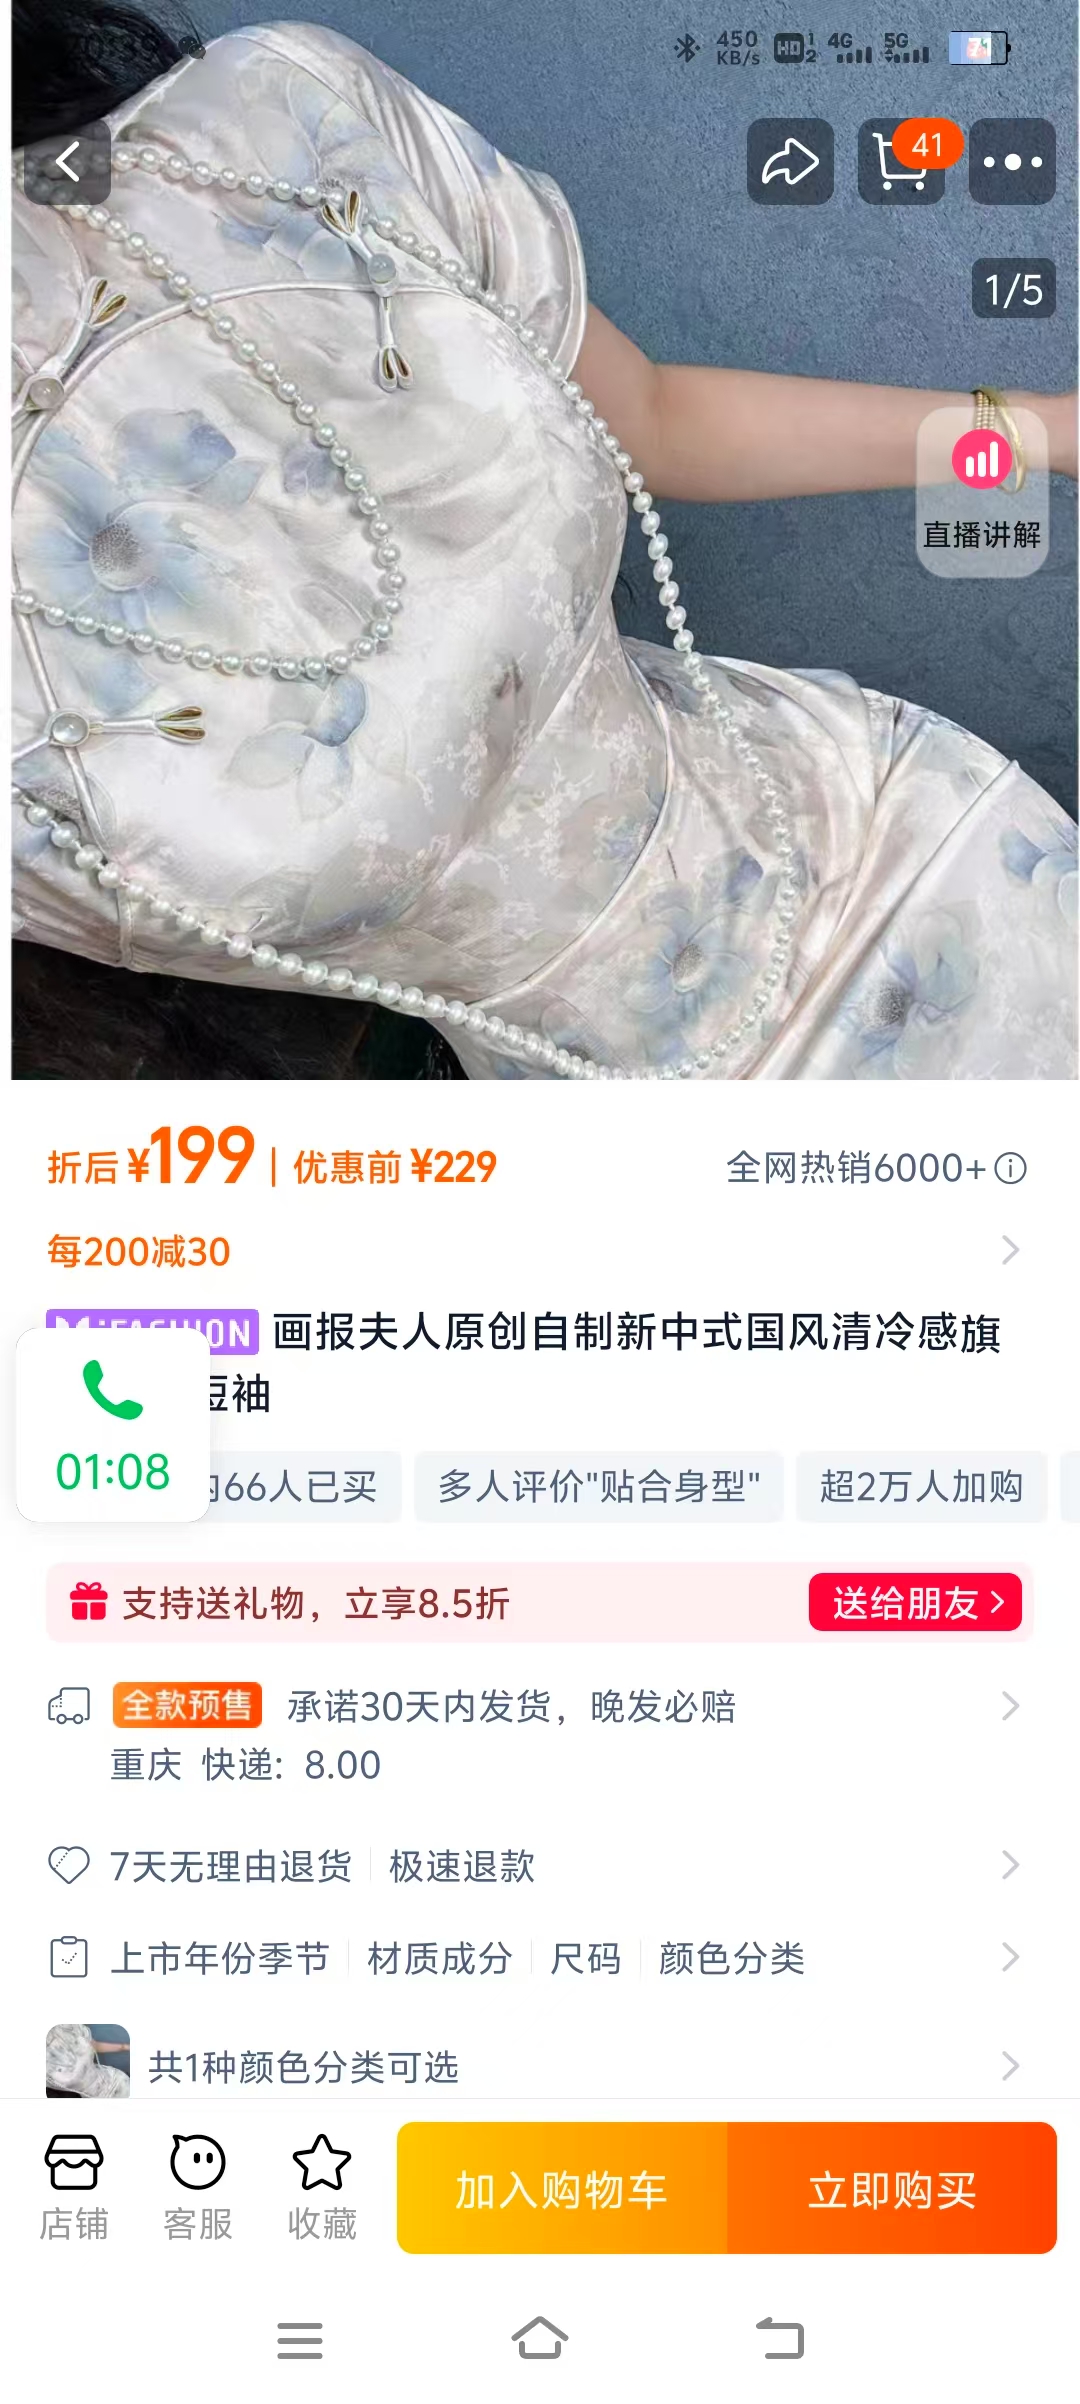 450 KB/s HD 1 2 4G 5G
41
1/5
直播讲解
折后 ¥199 | 优惠前 ¥229
全网热销6000+
每200减30
画报夫人原创自制新中式国风清冷感旗
短袖
01:08
内66人已买 多人评价"贴合身型" 超2万人加购
支持送礼物，立享8.5折 送给朋友
全款预售 承诺30天内发货，晚发必赔
重庆 快递: 8.00
7天无理由退货 极速退款
上市年份季节 材质成分 尺码 颜色分类
共1种颜色分类可选
店铺 客服 收藏 加入购物车 立即购买